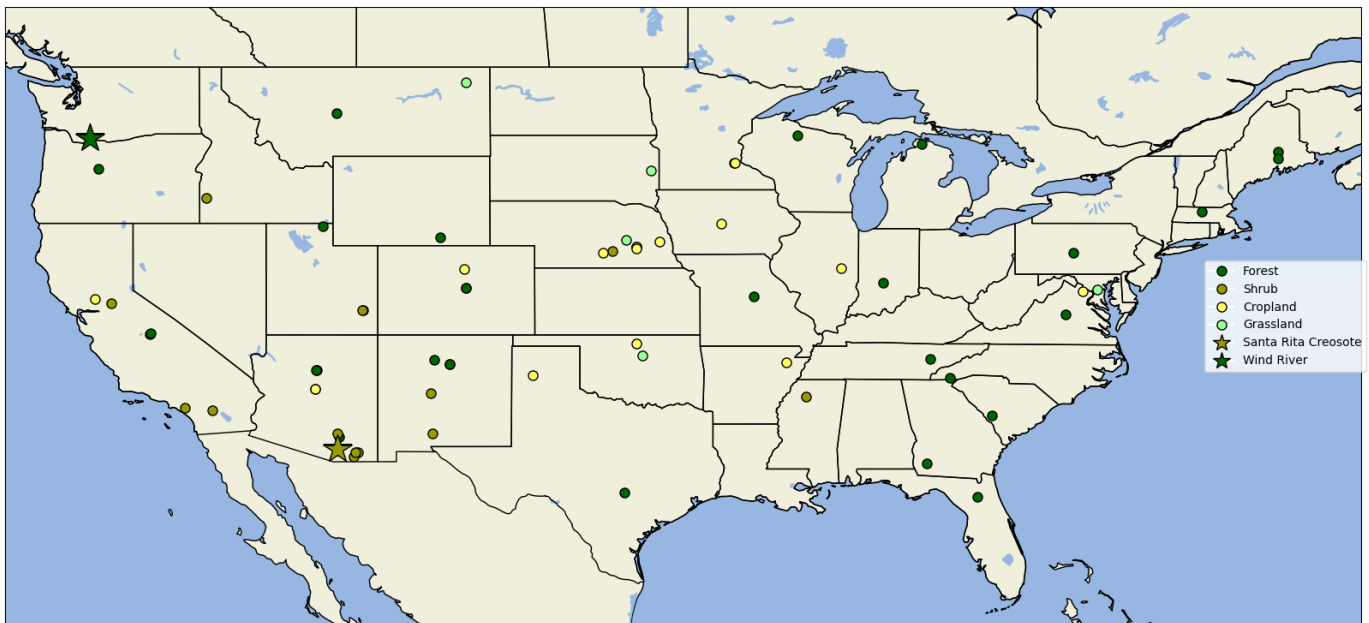 Forest
Shrub
Cropland
Grassland
Santa Rita Creosote
Wind River